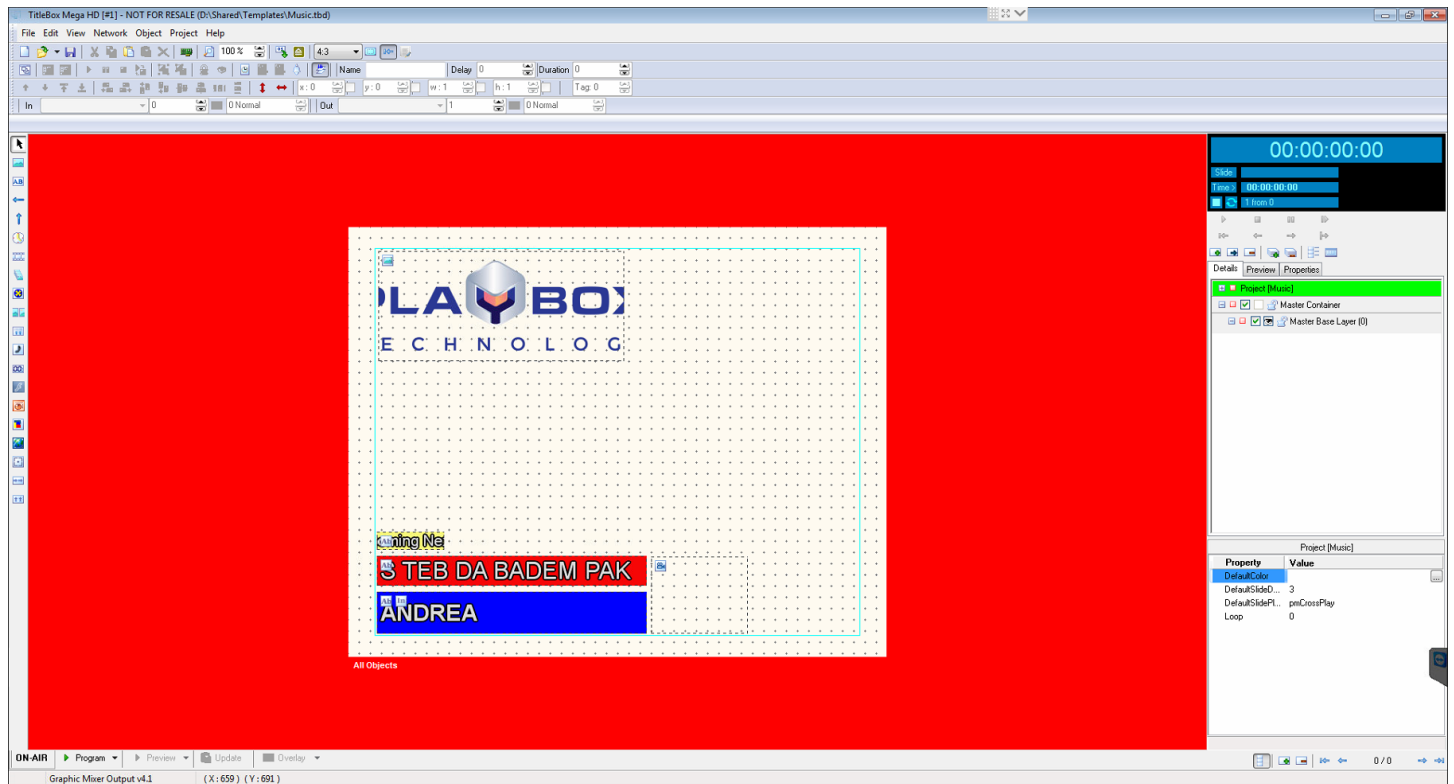 TitleBox Mega HD [#1] - NOT FOR RESALE (D:\Shared\Templates\Music.tbd)
File Edit View Network Object Project Help
100 % 4:3
Name Delay 0 Duration 0
x: 0 y: 0 w: 1 h: 1 Tag: 0
In 0 0 Normal Out 1 0 Normal
00:00:00:00
Slide
Time > 00:00:00:00
1 from 0
Details Preview Properties
Project [Music]
Master Container
Master Base Layer (0)
PLAYBOX
ECHNOLOG
ming Ne
S TEB DA BADEM PAK
ANDREA
All Objects
Project [Music]
Property Value
DefaultColor
DefaultSlideD... 3
DefaultSlidePl... pmCrossPlay
Loop 0
ON-AIR Program Preview Update Overlay 0 / 0
Graphic Mixer Output v4.1 ( X : 659 ) ( Y : 691 )